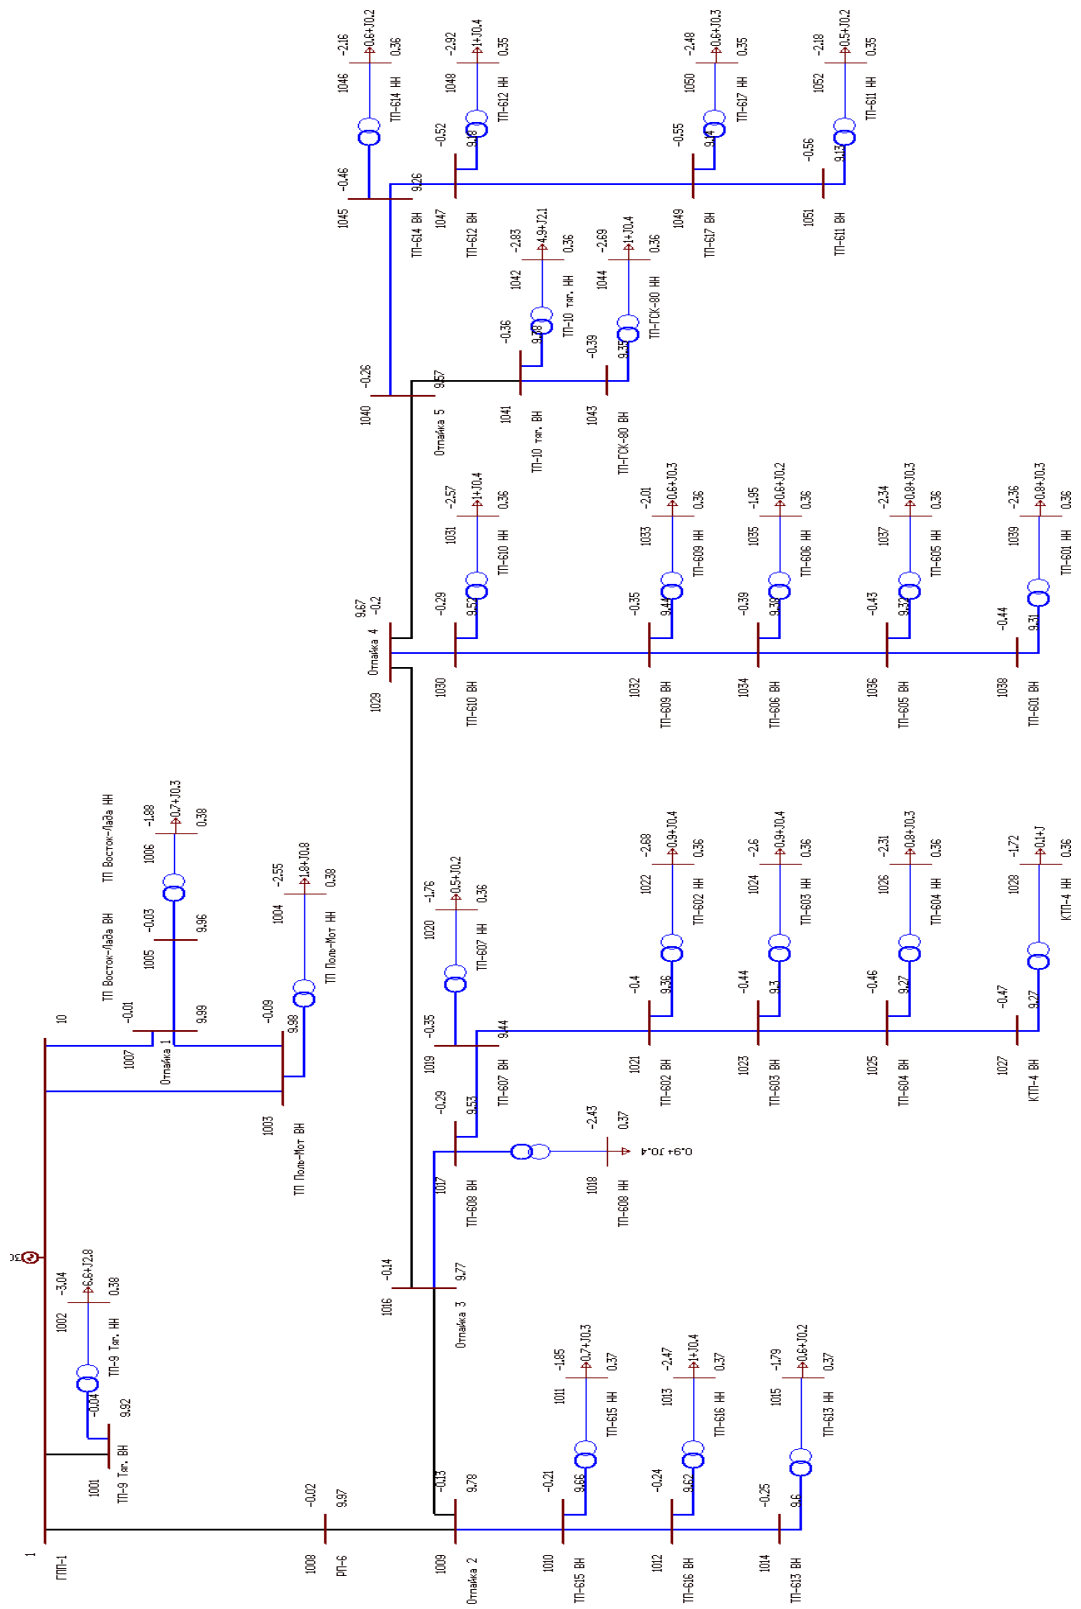 10
1
ГПП-1
-3.04
6.6+J2.8
0.38
1002
ТП-9 Тяг. НН
-0.04
9.92
1001
ТП-9 Тяг. ВН
ТП Восток-Лада НН
-1.88
0.7+J0.3
0.38
1006
ТП Восток-Лада ВН
-0.03
9.96
1005
-0.01
9.99
1007
Отпайка 1
-2.55
1.8+J0.8
0.38
1004
ТП Поль-Мот НН
-0.09
9.98
1003
ТП Поль-Мот ВН
-0.02
9.97
1008
РП-6
-0.13
9.78
1009
Отпайка 2
-0.21
9.66
1010
ТП-615 ВН
-1.85
0.7+J0.3
0.37
1011
ТП-615 НН
-0.24
9.62
1012
ТП-616 ВН
-2.47
1+J0.4
0.37
1013
ТП-616 НН
-0.25
9.6
1014
ТП-613 ВН
-1.79
0.6+J0.2
0.37
1015
ТП-613 НН
-0.14
9.77
1016
Отпайка 3
-0.29
9.53
1017
ТП-608 ВН
-2.43
0.37
0.9+J0.4
1018
ТП-608 НН
-0.35
9.44
1019
ТП-607 ВН
-1.76
0.5+J0.2
0.36
1020
ТП-607 НН
-0.4
9.36
1021
ТП-602 ВН
-2.68
0.9+J0.4
0.36
1022
ТП-602 НН
-0.44
9.3
1023
ТП-603 ВН
-2.6
0.9+J0.4
0.36
1024
ТП-603 НН
-0.46
9.27
1025
ТП-604 ВН
-2.31
0.8+J0.3
0.36
1026
ТП-604 НН
-0.47
9.27
1027
КТП-4 ВН
-1.72
0.1+J
0.36
1028
КТП-4 НН
9.67
-0.2
Отпайка 4
1029
-0.29
9.52
1030
ТП-610 ВН
-2.57
1+J0.4
0.36
1031
ТП-610 НН
-0.35
9.44
1032
ТП-609 ВН
-2.01
0.6+J0.3
0.36
1033
ТП-609 НН
-0.39
9.38
1034
ТП-606 ВН
-1.95
0.6+J0.2
0.36
1035
ТП-606 НН
-0.43
9.32
1036
ТП-605 ВН
-2.34
0.8+J0.3
0.36
1037
ТП-605 НН
-0.44
9.31
1038
ТП-601 ВН
-2.36
0.8+J0.3
0.36
1039
ТП-601 НН
-0.26
9.57
1040
Отпайка 5
-0.36
9.38
1041
ТП-10 тяг. ВН
-2.83
4.9+J2.1
0.36
1042
ТП-10 тяг. НН
-0.39
9.35
1043
ТП-ГСК-80 ВН
-2.69
1+J0.4
0.36
1044
ТП-ГСК-80 НН
-0.46
9.26
1045
ТП-614 ВН
-2.16
0.6+J0.2
0.36
1046
ТП-614 НН
-0.52
9.18
1047
ТП-612 ВН
-2.92
1+J0.4
0.35
1048
ТП-612 НН
-0.55
9.14
1049
ТП-617 ВН
-2.48
0.6+J0.3
0.35
1050
ТП-617 НН
-0.56
9.13
1051
ТП-611 ВН
-2.18
0.5+J0.2
0.35
1052
ТП-611 НН